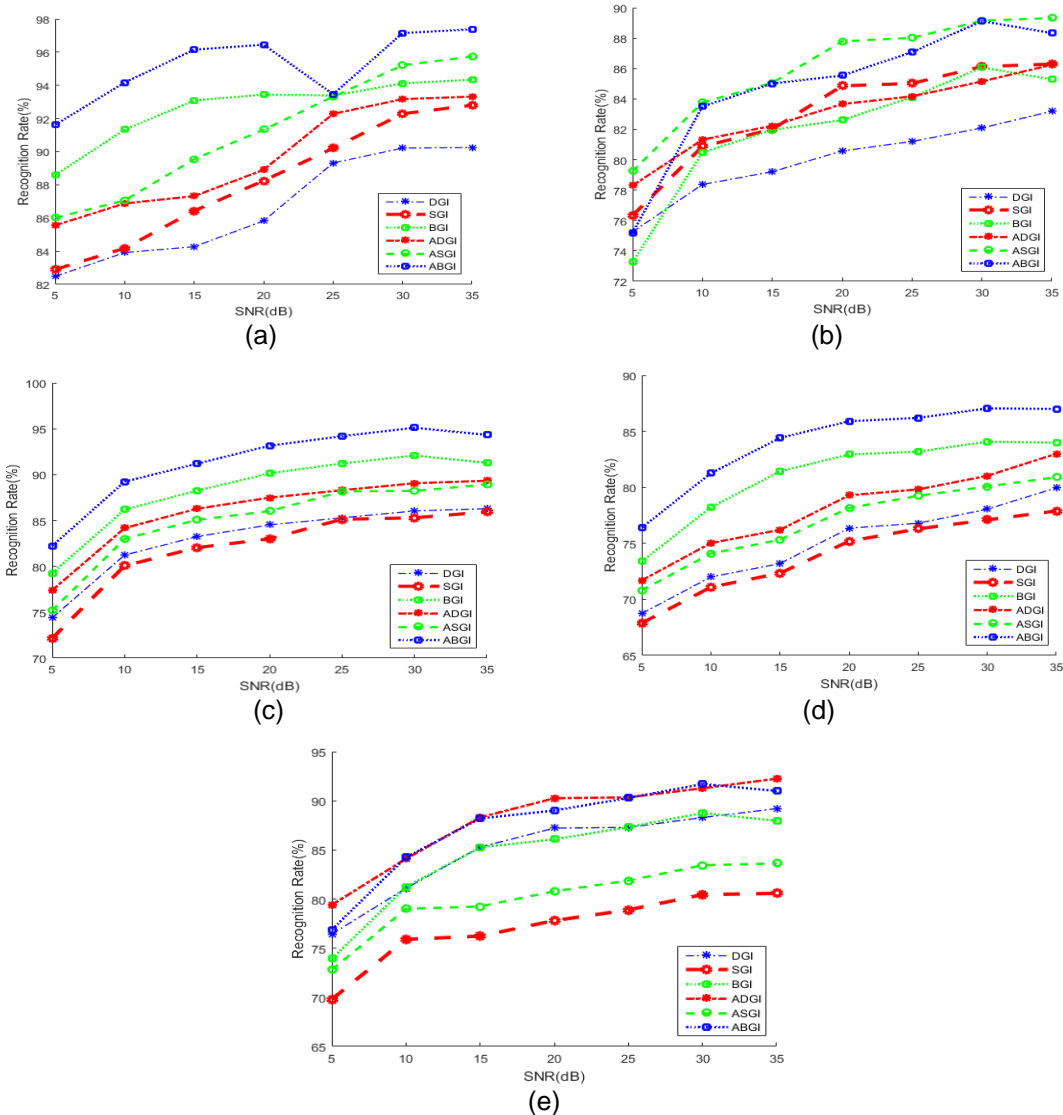 98
96
94
92
90
88
86
84
82
Recognition Rate(%)
5 10 15 20 25 30 35
SNR(dB)
DGI
SGI
BGI
ADGI
ASGI
ABGI
(a)
90
88
86
84
82
80
78
76
74
72
Recognition Rate(%)
5 10 15 20 25 30 35
SNR(dB)
DGI
SGI
BGI
ADGI
ASGI
ABGI
(b)
100
95
90
85
80
75
70
Recognition Rate(%)
5 10 15 20 25 30 35
SNR(dB)
DGI
SGI
BGI
ADGI
ASGI
ABGI
(c)
90
85
80
75
70
65
Recognition Rate(%)
5 10 15 20 25 30 35
SNR(dB)
DGI
SGI
BGI
ADGI
ASGI
ABGI
(d)
95
90
85
80
75
70
65
Recognition Rate(%)
5 10 15 20 25 30 35
SNR(dB)
DGI
SGI
BGI
ADGI
ASGI
ABGI
(e)